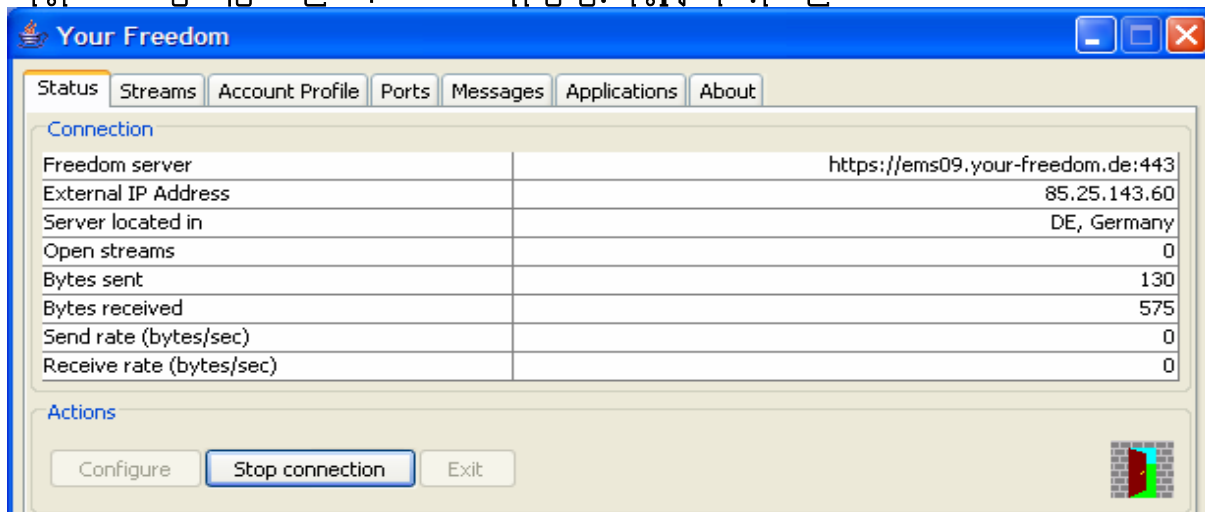 Your Freedom
Status Streams Account Profile Ports Messages Applications About
Connection
Freedom server https://ems09.your-freedom.de:443
External IP Address 85.25.143.60
Server located in DE, Germany
Open streams 0
Bytes sent 130
Bytes received 575
Send rate (bytes/sec) 0
Receive rate (bytes/sec) 0
Actions
Configure Stop connection Exit